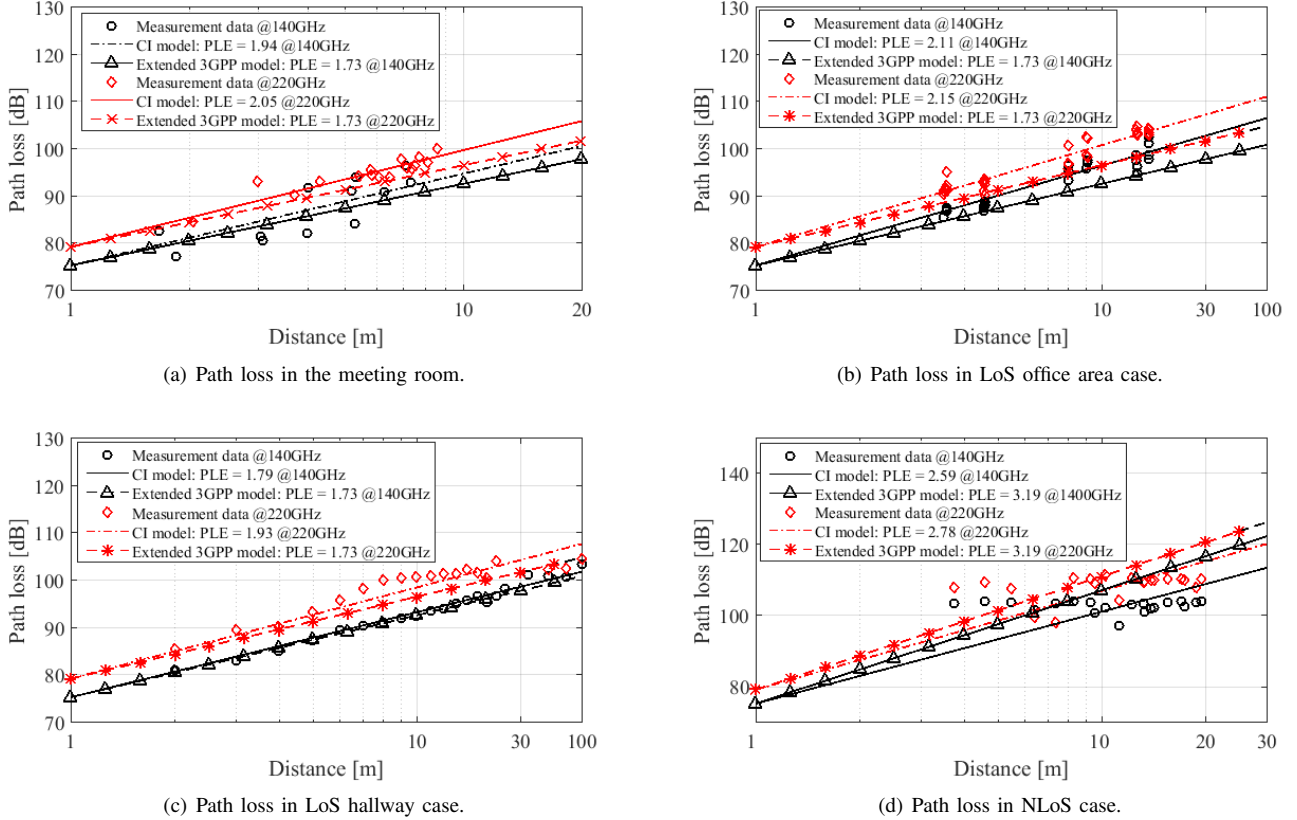 Measurement data @140GHz
CI model: PLE = 1.94 @140GHz
Extended 3GPP model: PLE = 1.73 @140GHz
Measurement data @220GHz
CI model: PLE = 2.05 @220GHz
Extended 3GPP model: PLE = 1.73 @220GHz
130
120
110
100
90
80
70
Path loss [dB]
1
10
20
Distance [m]
(a) Path loss in the meeting room.
Measurement data @140GHz
CI model: PLE = 2.11 @140GHz
Extended 3GPP model: PLE = 1.73 @140GHz
Measurement data @220GHz
CI model: PLE = 2.15 @220GHz
Extended 3GPP model: PLE = 1.73 @220GHz
130
120
110
100
90
80
70
Path loss [dB]
1
10
30
100
Distance [m]
(b) Path loss in LoS office area case.
Measurement data @140GHz
CI model: PLE = 1.79 @140GHz
Extended 3GPP model: PLE = 1.73 @140GHz
Measurement data @220GHz
CI model: PLE = 1.93 @220GHz
Extended 3GPP model: PLE = 1.73 @220GHz
130
120
110
100
90
80
70
Path loss [dB]
1
10
30
100
Distance [m]
(c) Path loss in LoS hallway case.
Measurement data @140GHz
CI model: PLE = 2.59 @140GHz
Extended 3GPP model: PLE = 3.19 @1400GHz
Measurement data @220GHz
CI model: PLE = 2.78 @220GHz
Extended 3GPP model: PLE = 3.19 @220GHz
140
120
100
80
Path loss [dB]
1
10
20
30
Distance [m]
(d) Path loss in NLoS case.